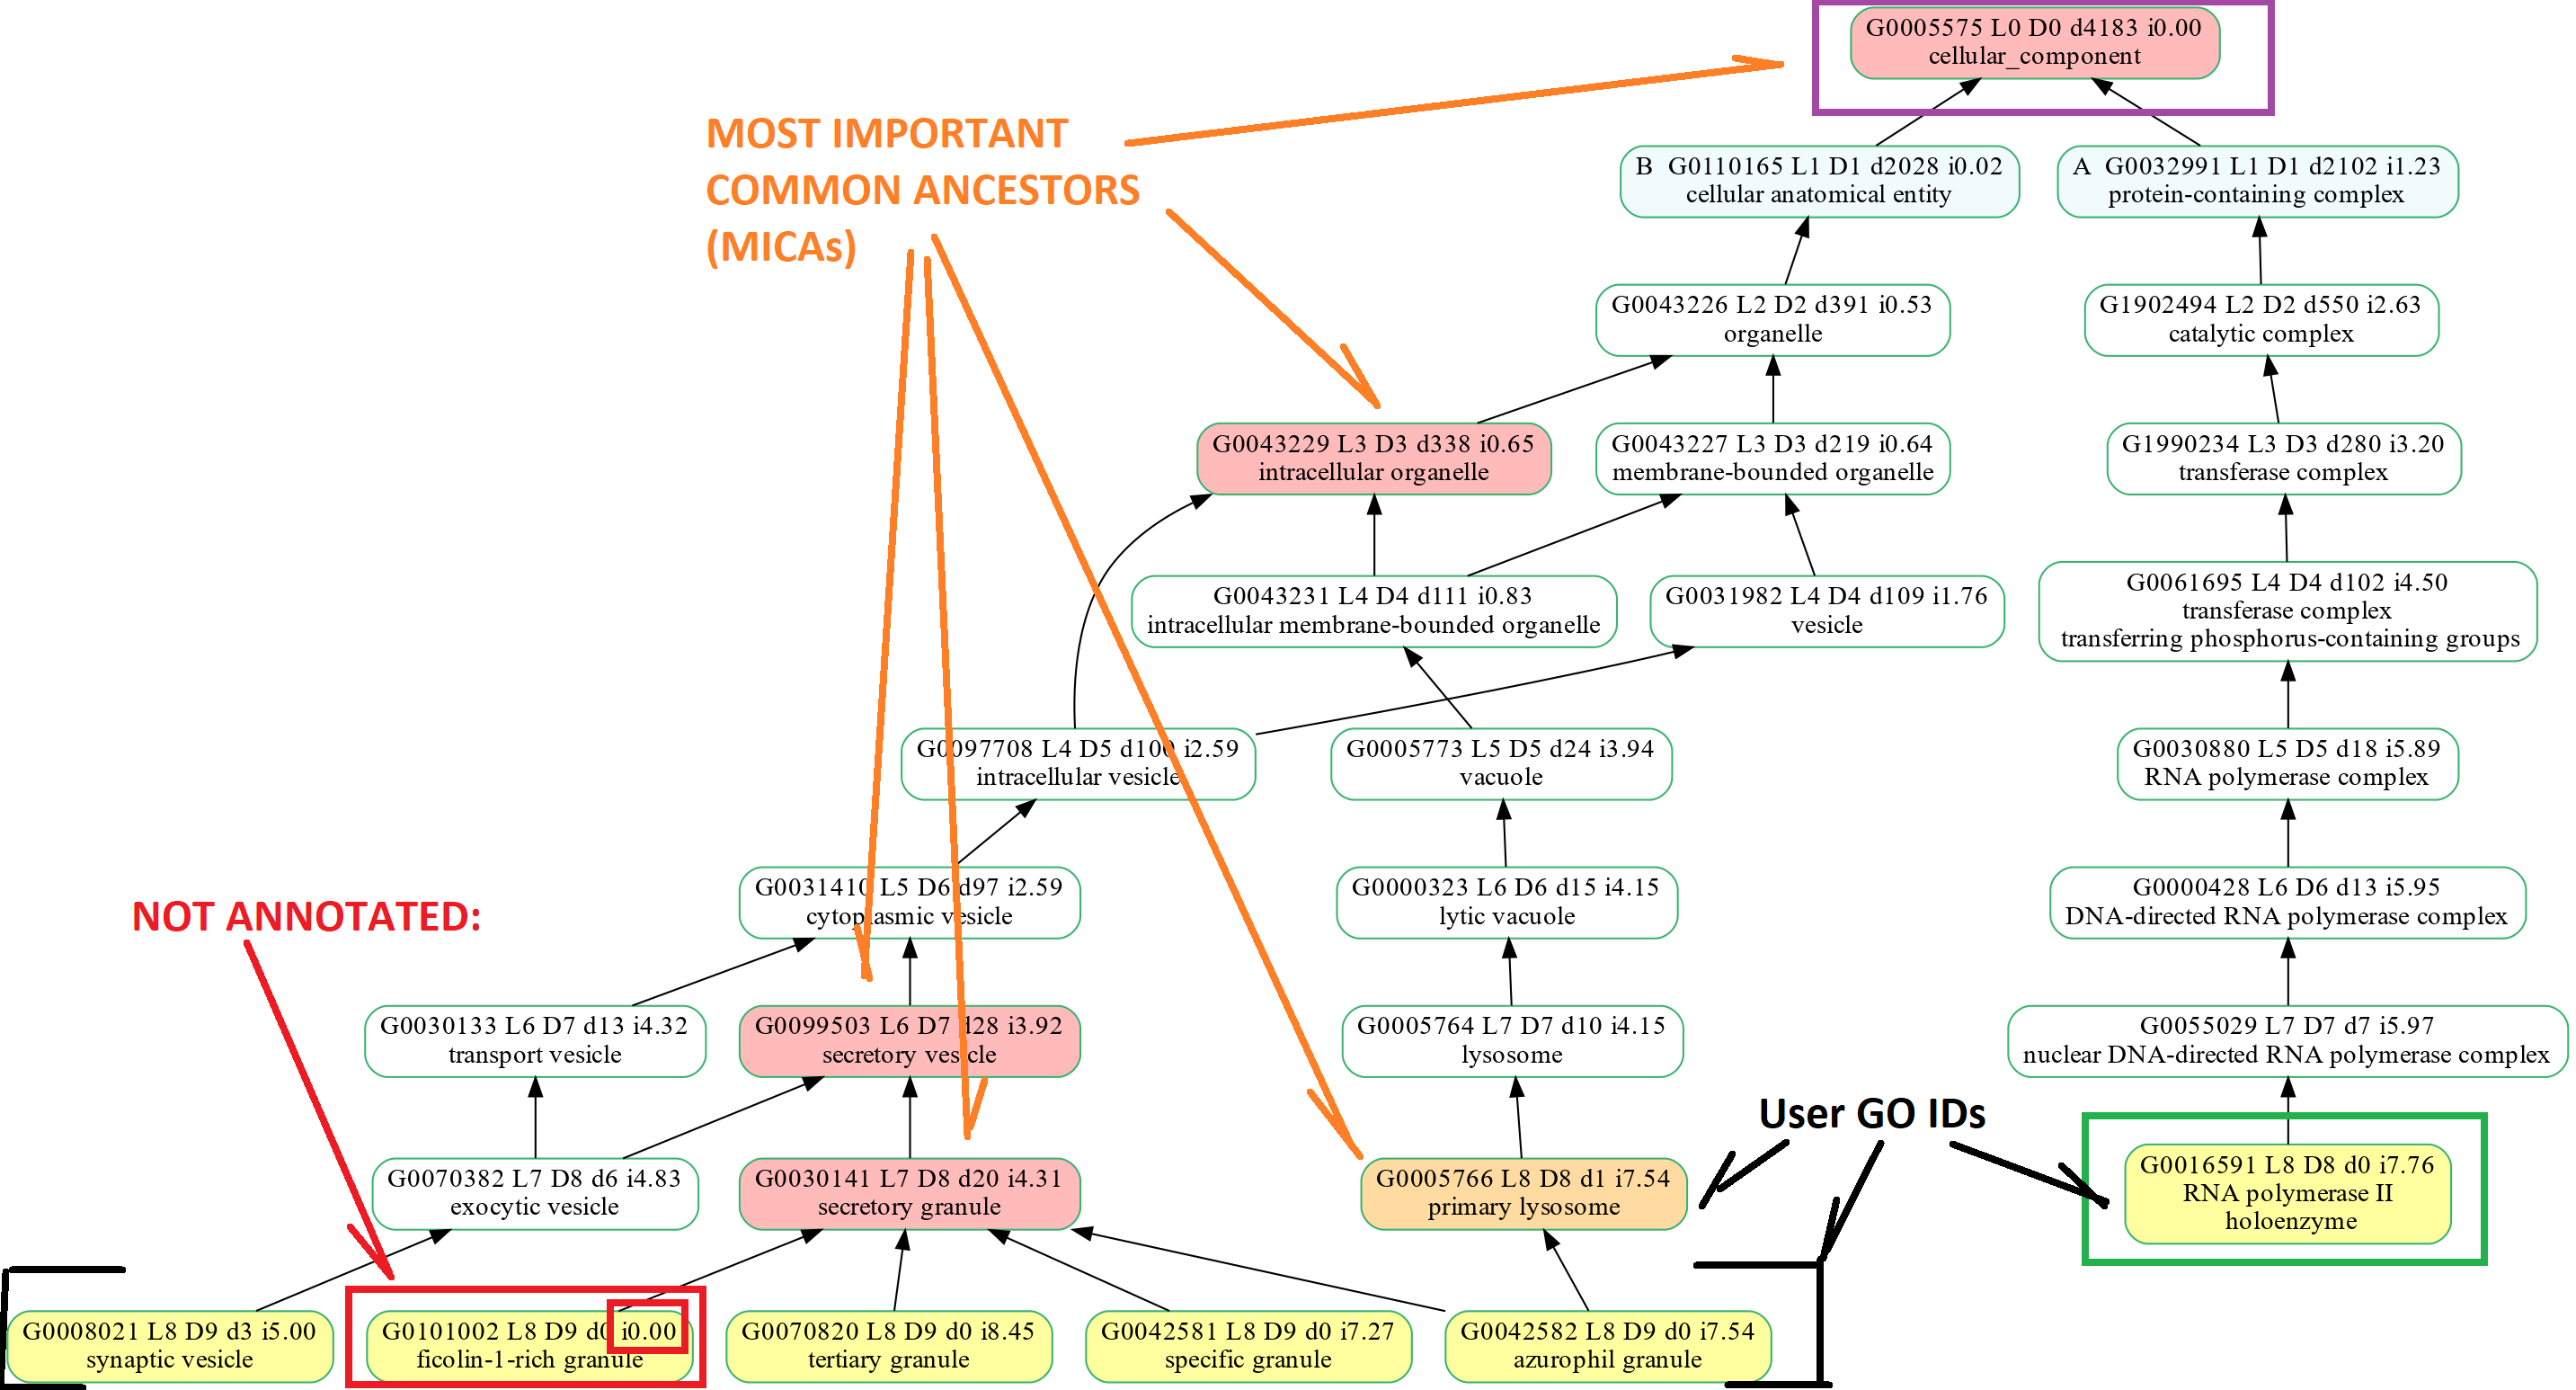 G0005575 L0 D0 d4183 i0.00
cellular_component
MOST IMPORTANT
COMMON ANCESTORS
(MICAs)
B G0110165 L1 D1 d2028 i0.02
cellular anatomical entity
A G0032991 L1 D1 d2102 i1.23
protein-containing complex
G0043226 L2 D2 d391 i0.53
organelle
G1902494 L2 D2 d550 i2.63
catalytic complex
G0043229 L3 D3 d338 i0.65
intracellular organelle
G0043227 L3 D3 d219 i0.64
membrane-bounded organelle
G1990234 L3 D3 d280 i3.20
transferase complex
G0043231 L4 D4 d111 i0.83
intracellular membrane-bounded organelle
G0031982 L4 D4 d109 i1.76
vesicle
G0061695 L4 D4 d102 i4.50
transferase complex
transferring phosphorus-containing groups
G0097708 L4 D5 d100 i2.59
intracellular vesicle
G0005773 L5 D5 d24 i3.94
vacuole
G0030880 L5 D5 d18 i5.89
RNA polymerase complex
NOT ANNOTATED:
G0031410 L5 D6 d97 i2.59
cytoplasmic vesicle
G0000323 L6 D6 d15 i4.15
lytic vacuole
G0000428 L6 D6 d13 i5.95
DNA-directed RNA polymerase complex
G0030133 L6 D7 d13 i4.32
transport vesicle
G0099503 L6 D7 d28 i3.92
secretory vesicle
G0005764 L7 D7 d10 i4.15
lysosome
G0055029 L7 D7 d7 i5.97
nuclear DNA-directed RNA polymerase complex
User GO IDs
G0070382 L7 D8 d6 i4.83
exocytic vesicle
G0030141 L7 D8 d20 i4.31
secretory granule
G0005766 L8 D8 d1 i7.54
primary lysosome
G0016591 L8 D8 d0 i7.76
RNA polymerase II
holoenzyme
G0008021 L8 D9 d3 i5.00
synaptic vesicle
G0101002 L8 D9 d0 i0.00
ficolin-1-rich granule
G0070820 L8 D9 d0 i8.45
tertiary granule
G0042581 L8 D9 d0 i7.27
specific granule
G0042582 L8 D9 d0 i7.54
azurophil granule